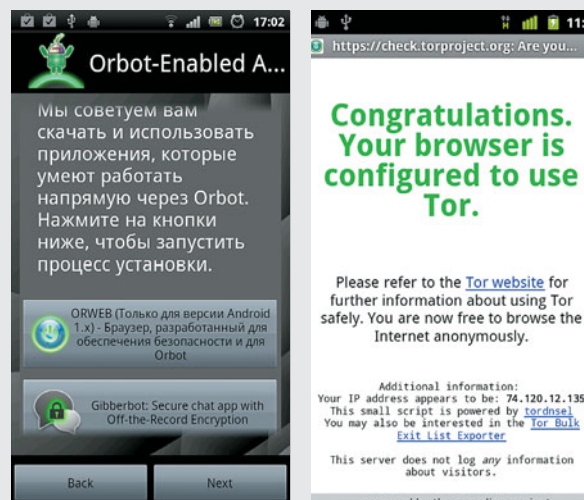 17:02
Orbot-Enabled A...
Мы советуем вам
скачать и использовать
приложения, которые
умеют работать
напрямую через Orbot.
Нажмите на кнопки
ниже, чтобы запустить
процесс установки.
ORWEB (Только для версии Android
1.x) - Браузер, разработанный для
обеспечения безопасности и для
Orbot
Gibberbot: Secure chat app with
Off-the-Record Encryption
Back
Next
H
11:
https://check.torproject.org: Are you...
Congratulations.
Your browser is
configured to use
Tor.
Please refer to the Tor website for
further information about using Tor
safely. You are now free to browse the
Internet anonymously.
Additional information:
Your IP address appears to be: 74.120.12.135
This small script is powered by tordnsel
You may also be interested in the Tor Bulk
Exit List Exporter
This server does not log any information
about visitors.